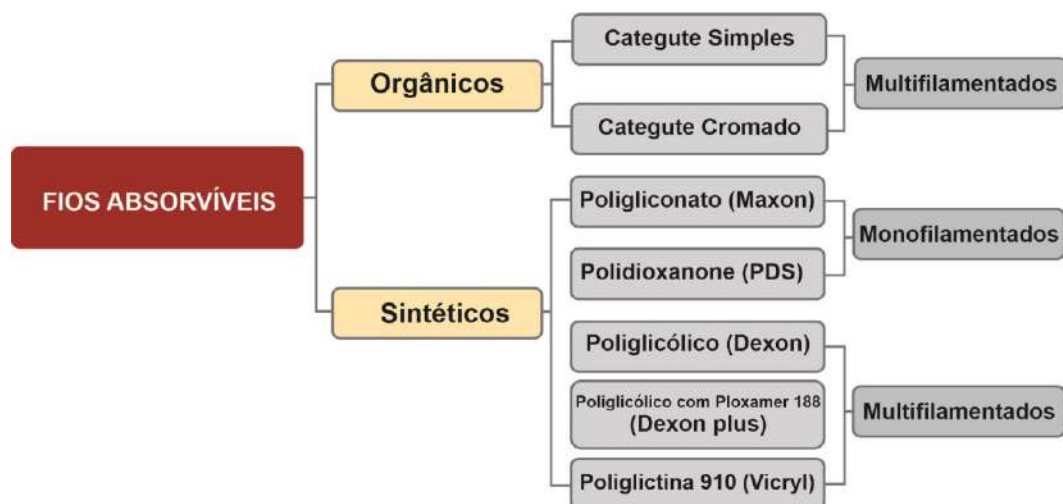 FIOS ABSORVÍVEIS
Orgânicos
Categute Simples
Categute Cromado
Multifilamentados
Sintéticos
Poligliconato (Maxon)
Polidioxanone (PDS)
Monofilamentados
Poliglicólico (Dexon)
Poliglicólico com Ploxamer 188
(Dexon plus)
Poliglictina 910 (Vicryl)
Multifilamentados